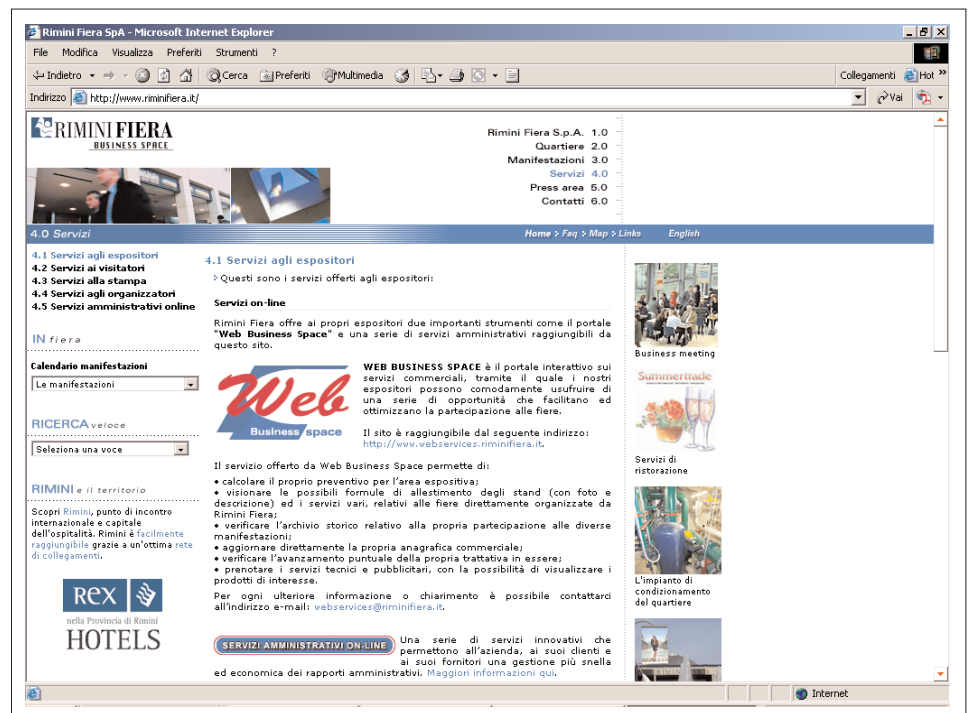 Rimini Fiera SpA - Microsoft Internet Explorer
File Modifica Visualizza Preferiti Strumenti ?
Indietro Cerca Preferiti Multimedia Collegamenti Hot »
Indirizzo http://www.riminifiera.it/ Vai
RIMINI FIERA
BUSINESS SPACE
Rimini Fiera S.p.A. 1.0
Quartiere 2.0
Manifestazioni 3.0
Servizi 4.0
Press area 5.0
Contatti 6.0
4.0 Servizi
Home > Faq > Map > Links English
4.1 Servizi agli espositori
4.2 Servizi ai visitatori
4.3 Servizi alla stampa
4.4 Servizi agli organizzatori
4.5 Servizi amministrativi online
IN fiera
Calendario manifestazioni
Le manifestazioni
RICERCA veloce
Seleziona una voce
RIMINI e il territorio
Scopri Rimini, punto di incontro
internazionale e capitale
dell'ospitalità. Rimini è facilmente
raggiungibile grazie a un'ottima rete
di collegamenti.
REX
nella Provincia di Rimini
HOTELS
4.1 Servizi agli espositori
> Questi sono i servizi offerti agli espositori:
Servizi on-line
Rimini Fiera offre ai propri espositori due importanti strumenti come il portale
"Web Business Space" e una serie di servizi amministrativi raggiungibili da
questo sito.
Web
Business space
WEB BUSINESS SPACE è il portale interattivo sui
servizi commerciali, tramite il quale i nostri
espositori possono comodamente usufruire di
una serie di opportunità che facilitano ed
ottimizzano la partecipazione alle fiere.
Il sito è raggiungibile dal seguente indirizzo:
http://www.webservices.riminifiera.it.
Il servizio offerto da Web Business Space permette di:
• calcolare il proprio preventivo per l'area espositiva;
• visionare le possibili formule di allestimento degli stand (con foto e
descrizione) ed i servizi vari, relativi alle fiere direttamente organizzate da
Rimini Fiera;
• verificare l'archivio storico relativo alla propria partecipazione alle diverse
manifestazioni;
• aggiornare direttamente la propria anagrafica commerciale;
• verificare l'avanzamento puntuale della propria trattativa in essere;
• prenotare i servizi tecnici e pubblicitari, con la possibilità di visualizzare i
prodotti di interesse.
Per ogni ulteriore informazione o chiarimento è possibile contattarci
all'indirizzo e-mail: webservices@riminifiera.it.
SERVIZI AMMINISTRATIVI ON-LINE
Una serie di servizi innovativi che
permettono all'azienda, ai suoi clienti e
ai suoi fornitori una gestione più snella
ed economica dei rapporti amministrativi. Maggiori informazioni qui.
Business meeting
Summertrade
Servizi di
ristorazione
L'impianto di
condizionamento
del quartiere
Internet